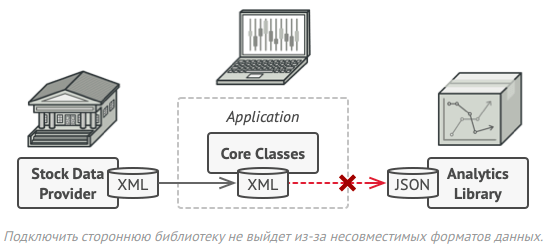 Application
Core Classes
Stock Data
Provider
XML
XML
JSON
Analytics
Library
Подключить стороннюю библиотеку не выйдет из-за несовместимых форматов данных.